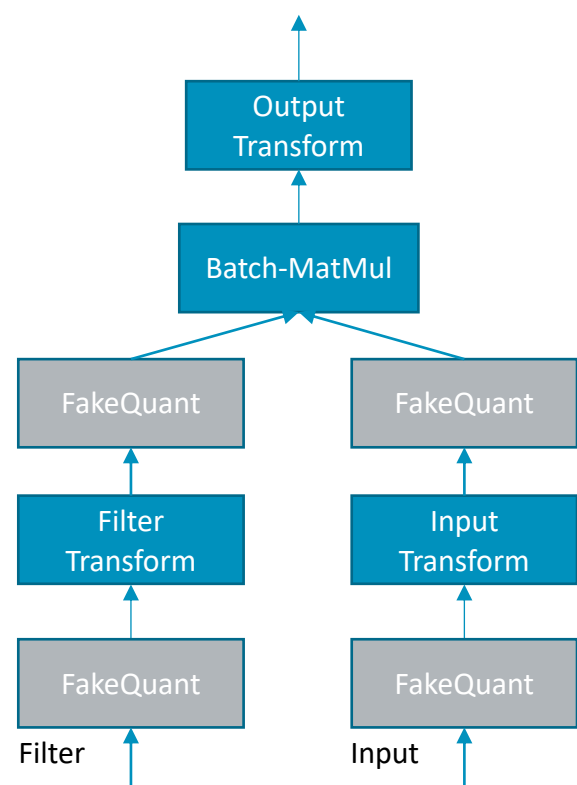 Output
Transform
Batch-MatMul
FakeQuant
FakeQuant
Filter
Transform
Input
Transform
FakeQuant
FakeQuant
Filter
Input